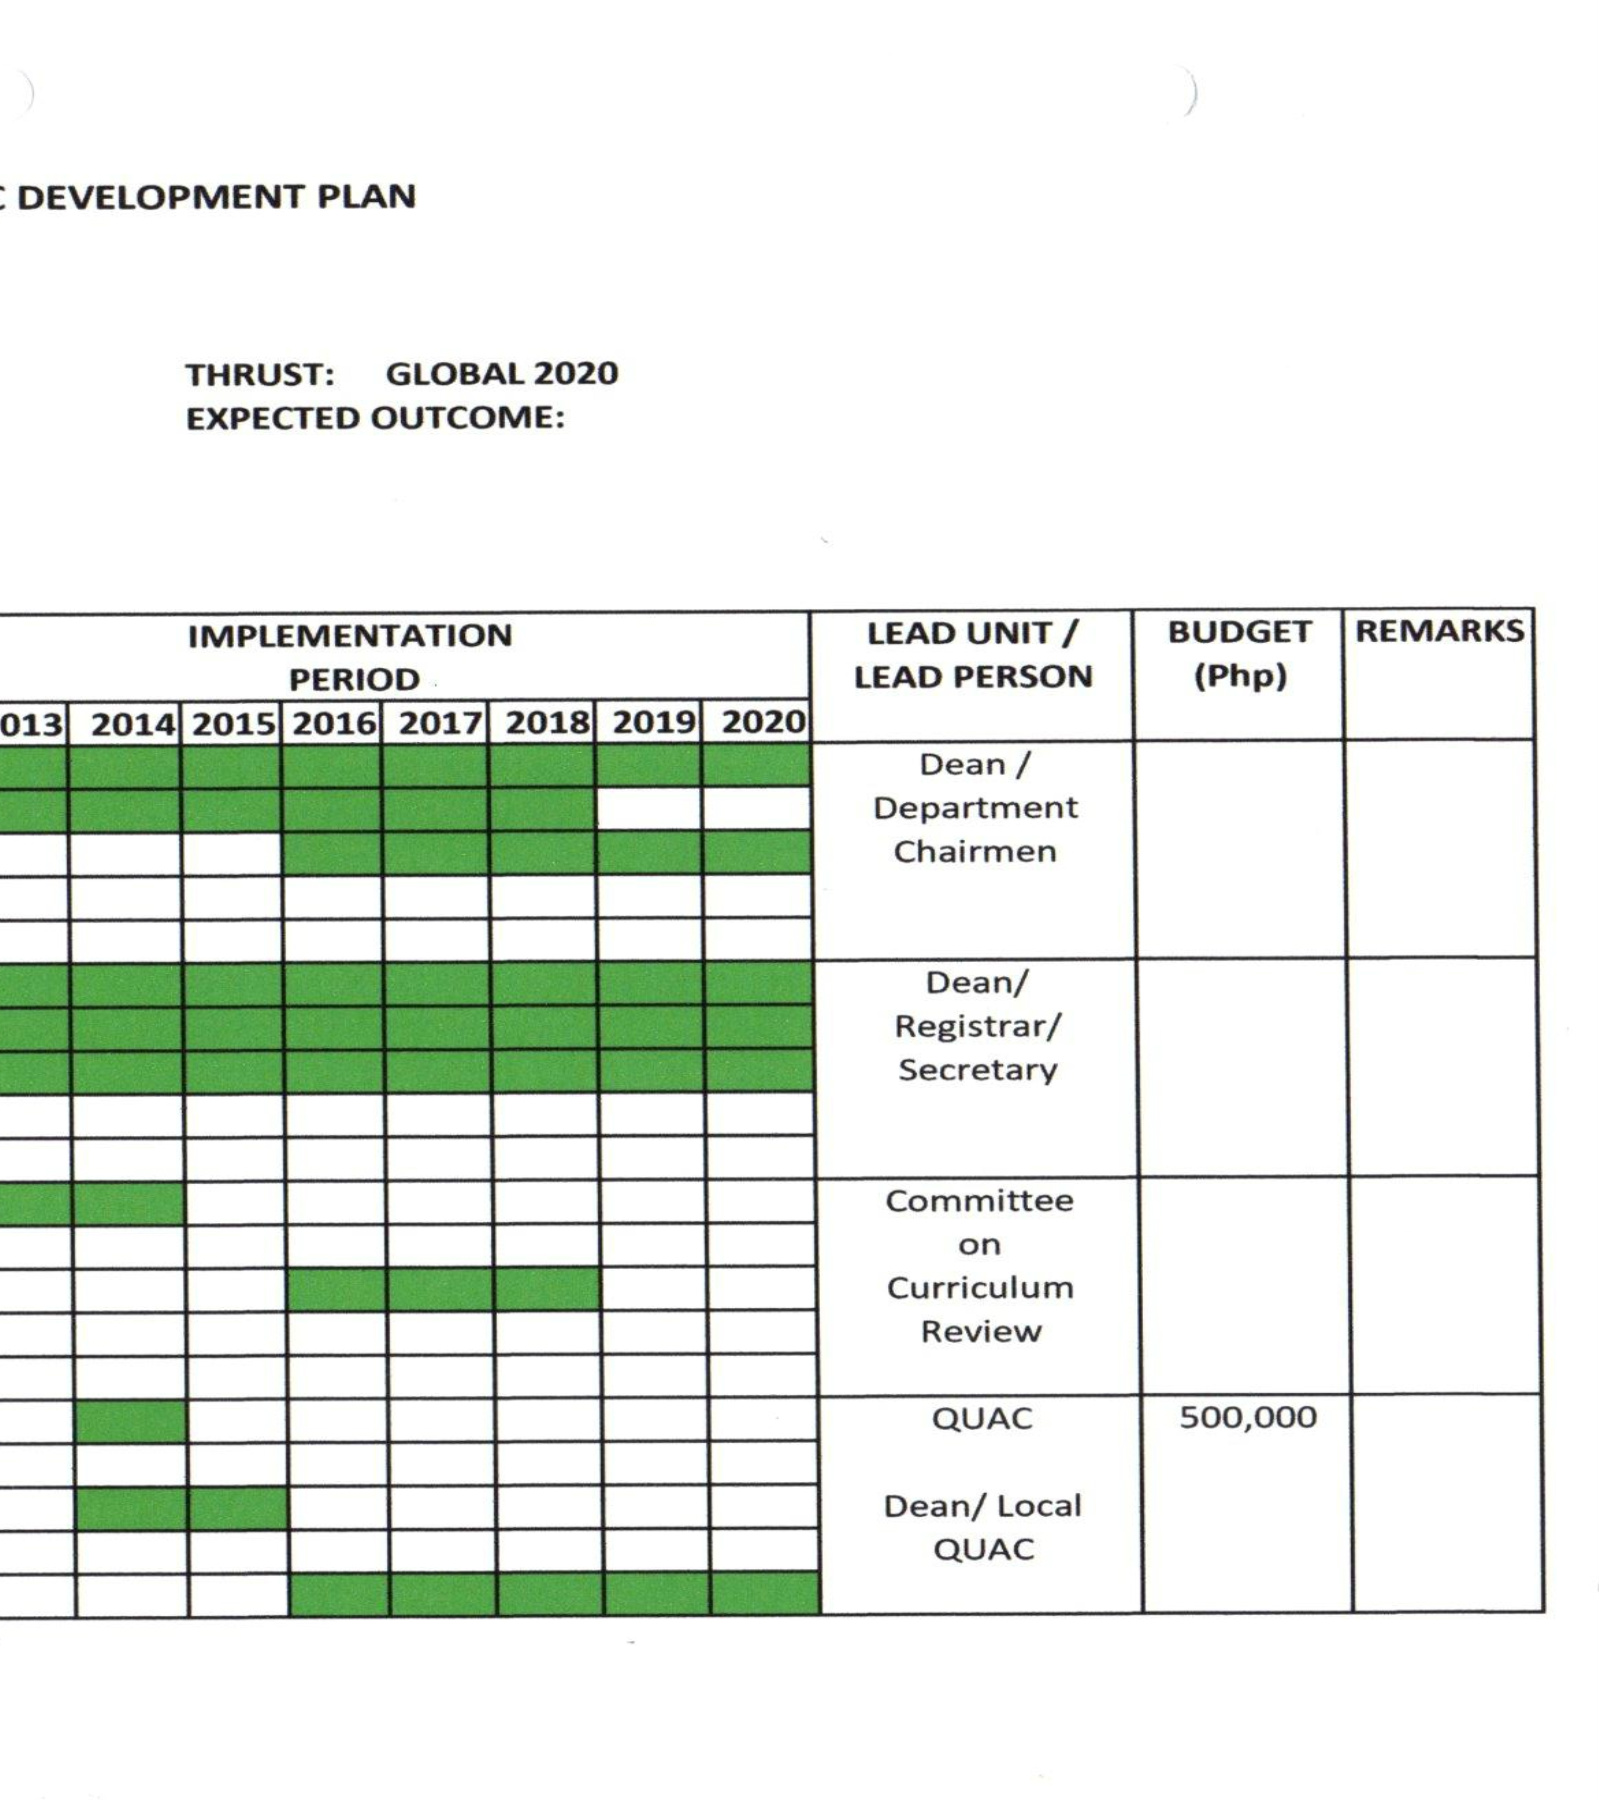 C DEVELOPMENT PLAN
THRUST: GLOBAL 2020
EXPECTED OUTCOME:
IMPLEMENTATION
PERIOD
LEAD UNIT /
LEAD PERSON
BUDGET
(Php)
REMARKS
013 2014 2015 2016 2017 2018 2019 2020
Dean /
Department
Chairmen
Dean/
Registrar/
Secretary
Committee
on
Curriculum
Review
QUAC
500,000
Dean/ Local
QUAC